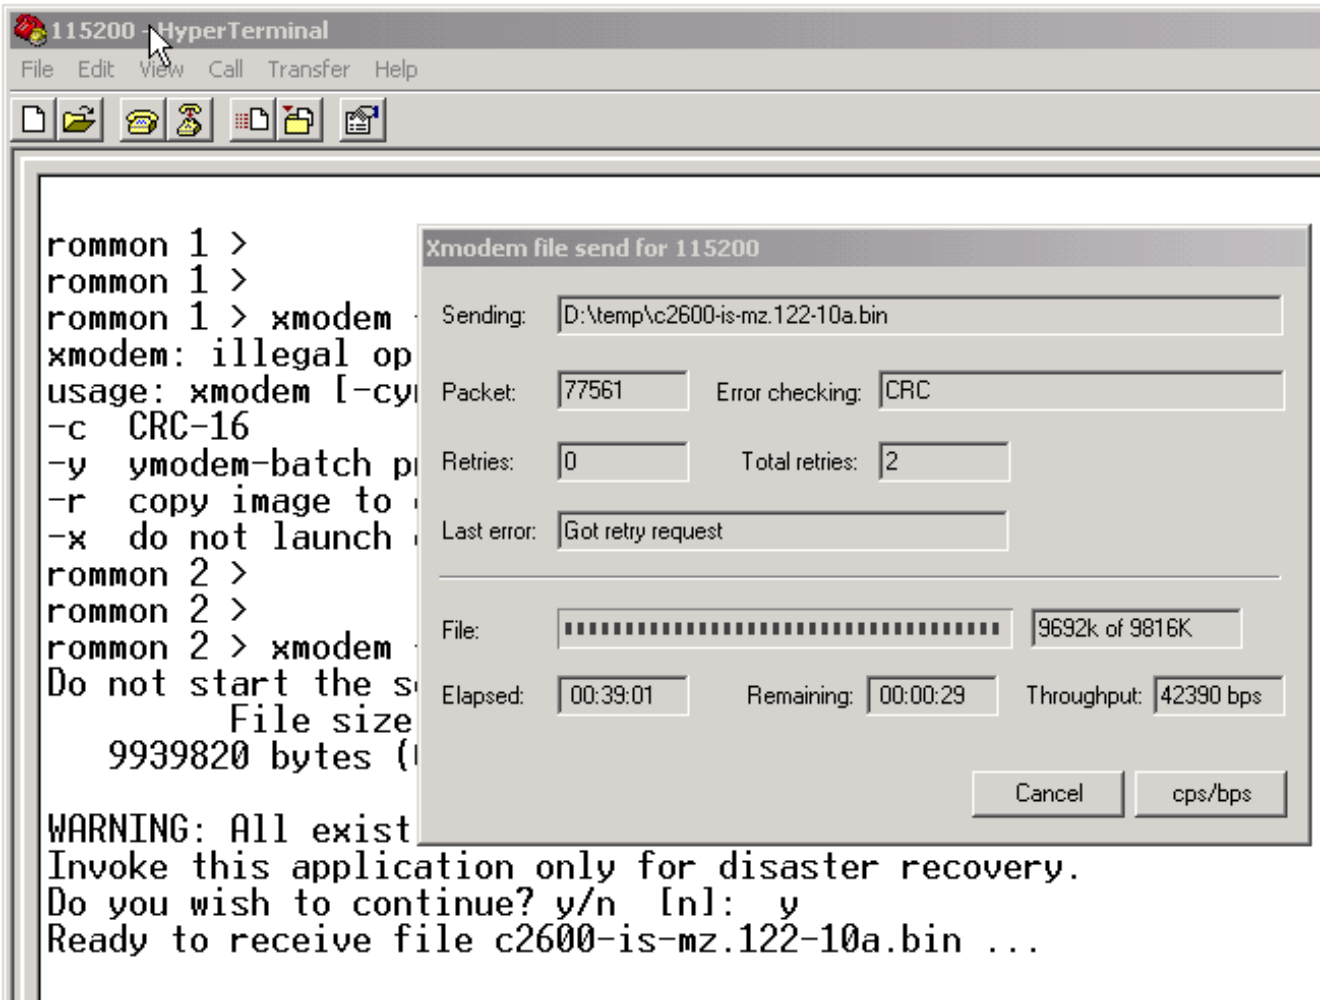 115200 - HyperTerminal
File Edit View Call Transfer Help
rommon 1 >
rommon 1 >
rommon 1 > xmodem
xmodem: illegal op
usage: xmodem [-cy
-c CRC-16
-y ymodem-batch p
-r copy image to
-x do not launch
rommon 2 >
rommon 2 >
rommon 2 > xmodem
Do not start the s
File size
9939820 bytes (
WARNING: All exist
Invoke this application only for disaster recovery.
Do you wish to continue? y/n [n]: y
Ready to receive file c2600-is-mz.122-10a.bin ...
Xmodem file send for 115200
Sending: D:\temp\c2600-is-mz.122-10a.bin
Packet: 77561 Error checking: CRC
Retries: 0 Total retries: 2
Last error: Got retry request
File: 9692k of 9816K
Elapsed: 00:39:01 Remaining: 00:00:29 Throughput: 42390 bps
Cancel cps/bps